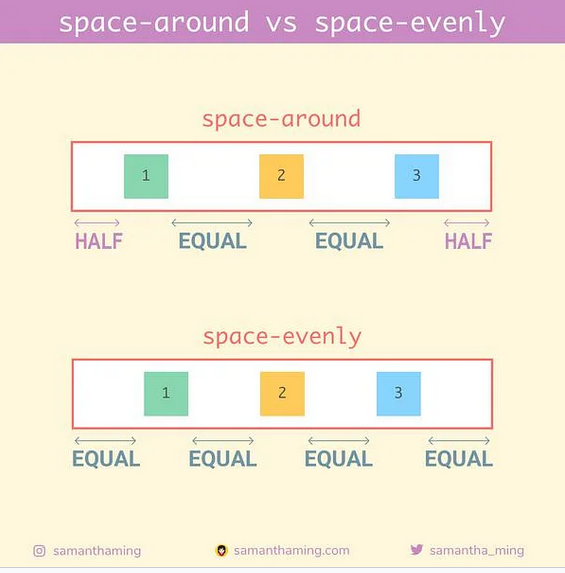 space-around vs space-evenly
space-around
1 2 3
HALF EQUAL EQUAL HALF
space-evenly
1 2 3
EQUAL EQUAL EQUAL EQUAL
samanthaming samanthaming.com samantha_ming